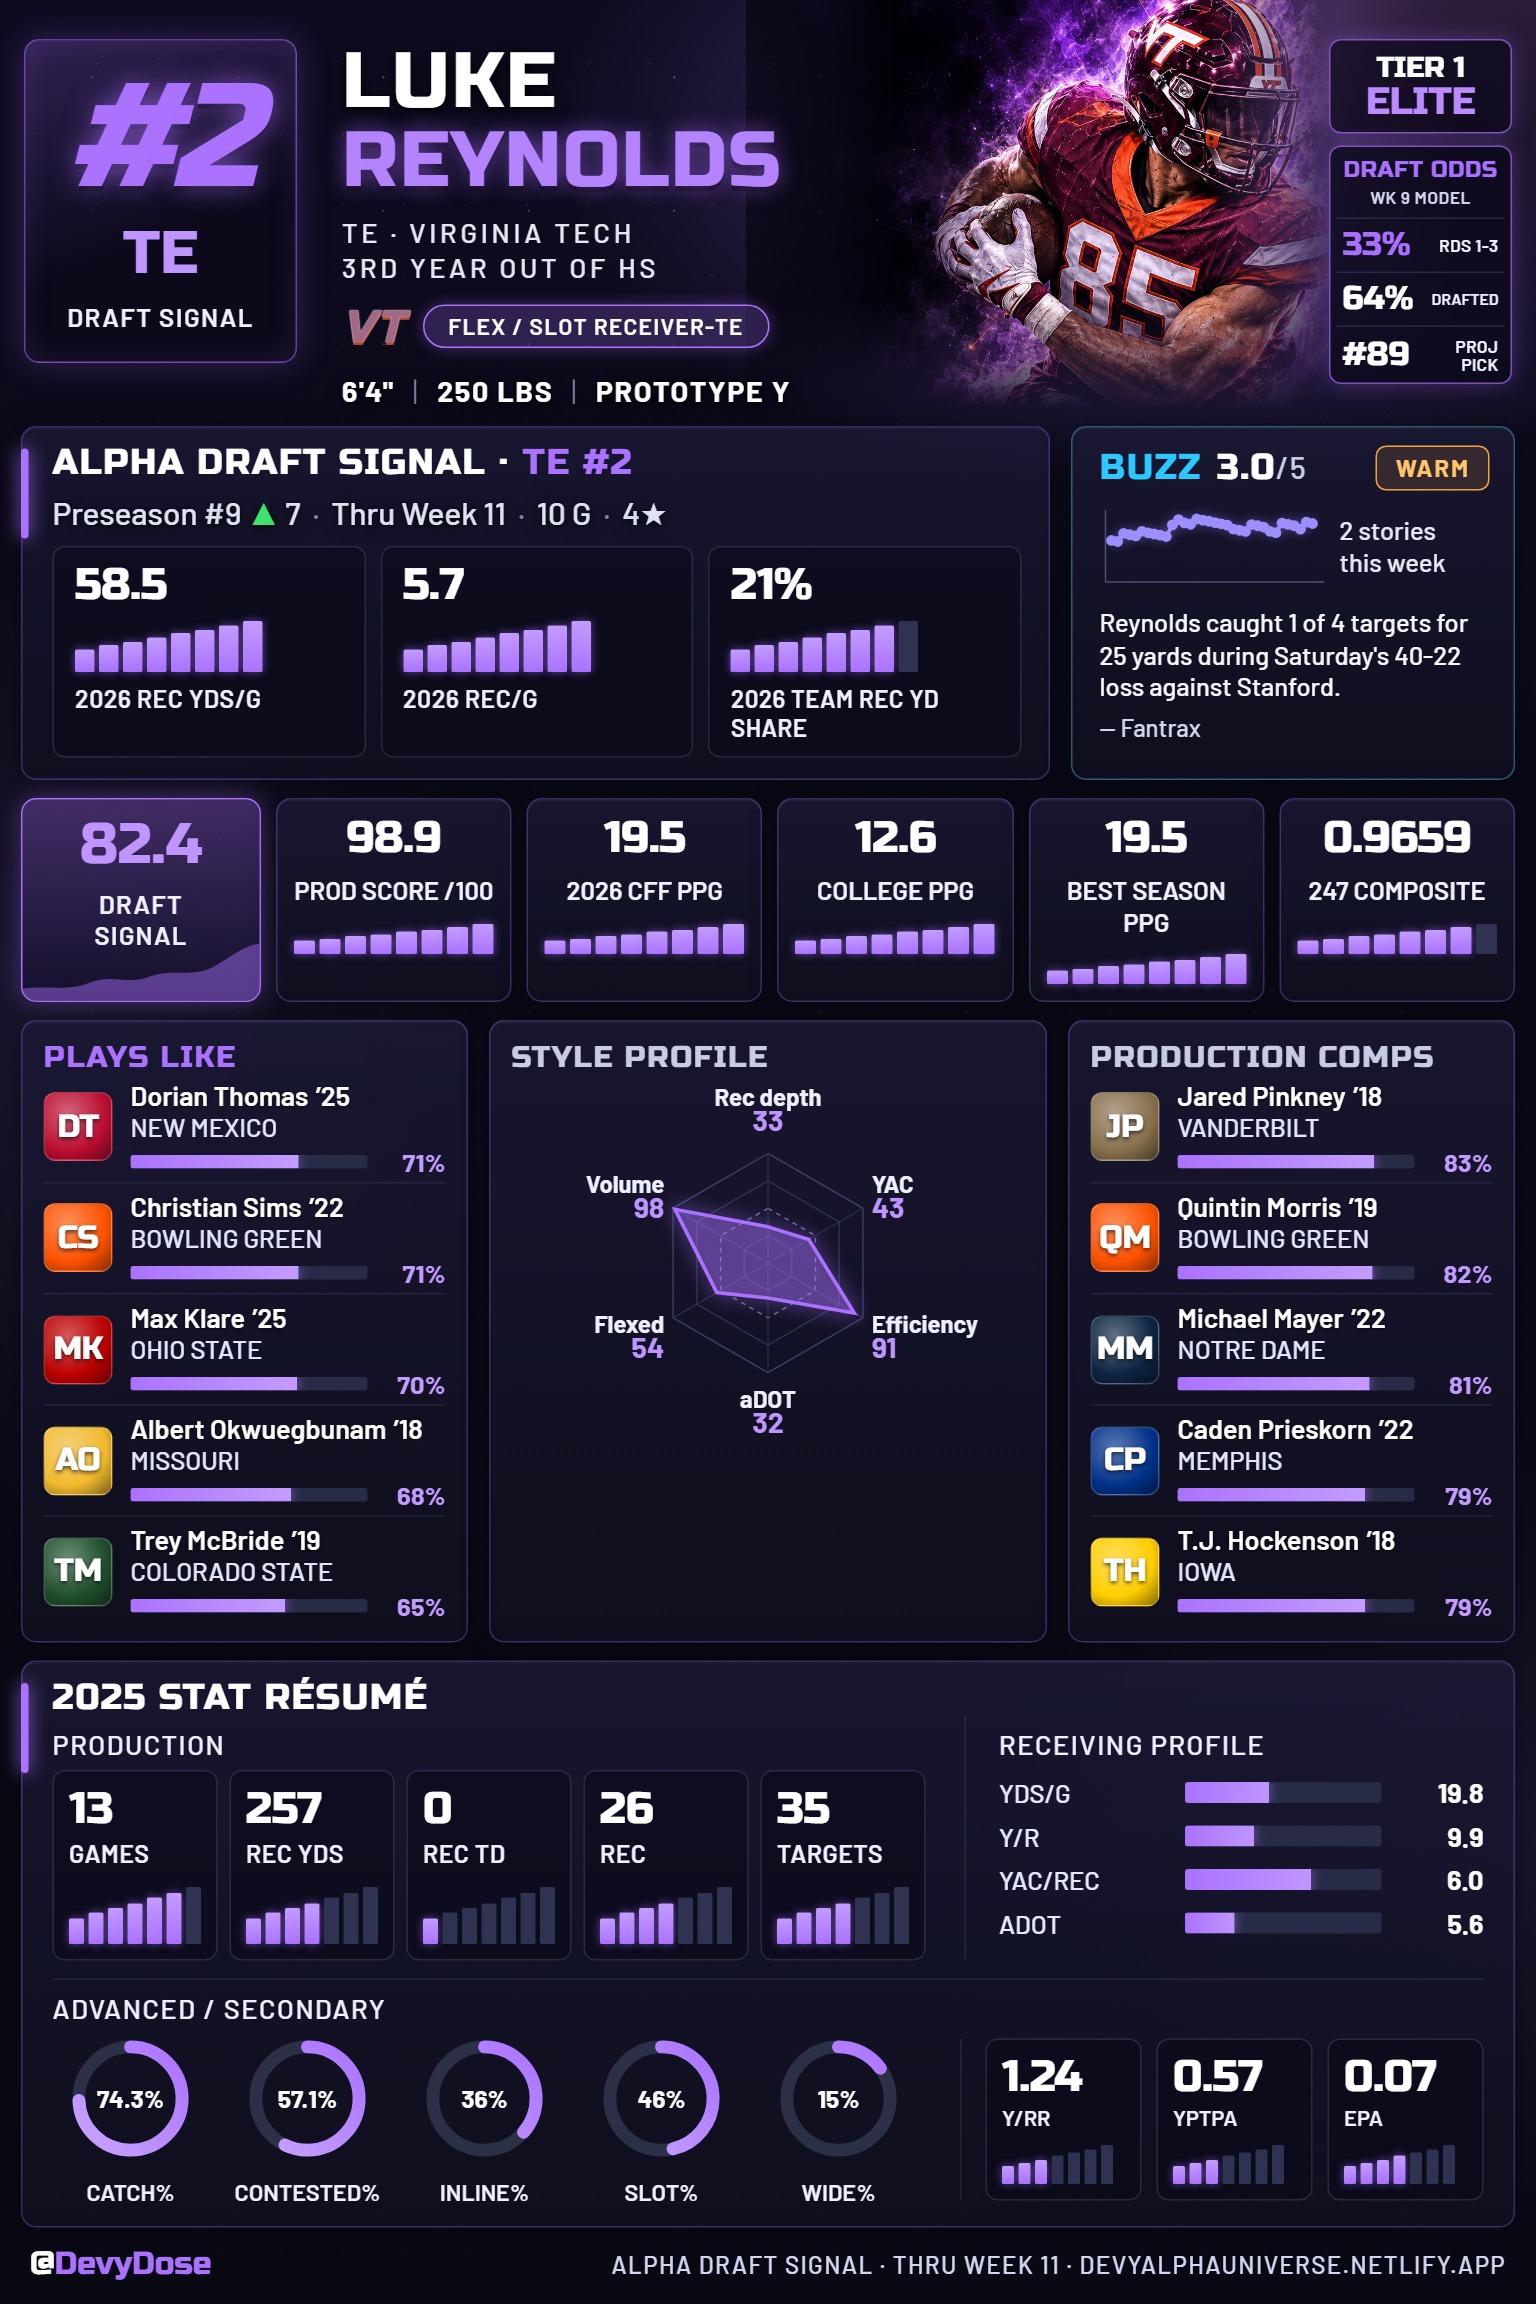 #2
TE
DRAFT SIGNAL
LUKE
REYNOLDS
TE · VIRGINIA TECH
3RD YEAR OUT OF HS
VT
FLEX / SLOT RECEIVER-TE
6'4" | 250 LBS | PROTOTYPE Y
VT
85
TIER 1
ELITE
DRAFT ODDS
WK 9 MODEL
33% RDS 1-3
64% DRAFTED
#89 PROJ PICK
ALPHA DRAFT SIGNAL · TE #2
Preseason #9 ▲ 7 · Thru Week 11 · 10 G · 4★
58.5
2026 REC YDS/G
5.7
2026 REC/G
21%
2026 TEAM REC YD
SHARE
BUZZ 3.0/5
WARM
2 stories
this week
Reynolds caught 1 of 4 targets for
25 yards during Saturday's 40-22
loss against Stanford.
— Fantrax
82.4
DRAFT
SIGNAL
98.9
PROD SCORE /100
19.5
2026 CFF PPG
12.6
COLLEGE PPG
19.5
BEST SEASON
PPG
0.9659
247 COMPOSITE
PLAYS LIKE
DT
Dorian Thomas ’25
NEW MEXICO
71%
CS
Christian Sims ’22
BOWLING GREEN
71%
MK
Max Klare ’25
OHIO STATE
70%
AO
Albert Okwuegbunam ’18
MISSOURI
68%
TM
Trey McBride ’19
COLORADO STATE
65%
STYLE PROFILE
Rec depth
33
Volume
98
YAC
43
Flexed
54
Efficiency
91
aDOT
32
PRODUCTION COMPS
JP
Jared Pinkney ’18
VANDERBILT
83%
QM
Quintin Morris ’19
BOWLING GREEN
82%
MM
Michael Mayer ’22
NOTRE DAME
81%
CP
Caden Prieskorn ’22
MEMPHIS
79%
TH
T.J. Hockenson ’18
IOWA
79%
2025 STAT RÉSUMÉ
PRODUCTION
13
GAMES
257
REC YDS
0
REC TD
26
REC
35
TARGETS
RECEIVING PROFILE
YDS/G 19.8
Y/R 9.9
YAC/REC 6.0
ADOT 5.6
ADVANCED / SECONDARY
74.3%
CATCH%
57.1%
CONTESTED%
36%
INLINE%
46%
SLOT%
15%
WIDE%
1.24
Y/RR
0.57
YPTPA
0.07
EPA
@DevyDose
ALPHA DRAFT SIGNAL · THRU WEEK 11 · DEVYALPHAUNIVERSE.NETLIFY.APP